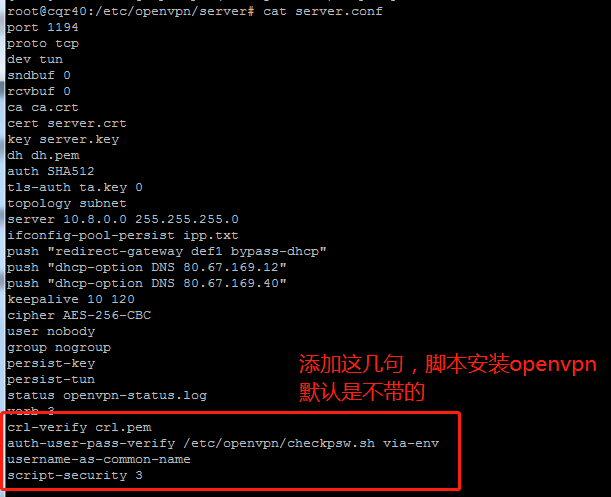 root@cqr40:/etc/openvpn/server# cat server.conf
port 1194
proto tcp
dev tun
sndbuf 0
rcvbuf 0
ca ca.crt
cert server.crt
key server.key
dh dh.pem
auth SHA512
tls-auth ta.key 0
topology subnet
server 10.8.0.0 255.255.255.0
ifconfig-pool-persist ipp.txt
push "redirect-gateway def1 bypass-dhcp"
push "dhcp-option DNS 80.67.169.12"
push "dhcp-option DNS 80.67.169.40"
keepalive 10 120
cipher AES-256-CBC
user nobody
group nogroup
persist-key
persist-tun
status openvpn-status.log
verb 3
crl-verify crl.pem
auth-user-pass-verify /etc/openvpn/checkpsw.sh via-env
username-as-common-name
script-security 3
添加这几句，脚本安装openvpn
默认是不带的